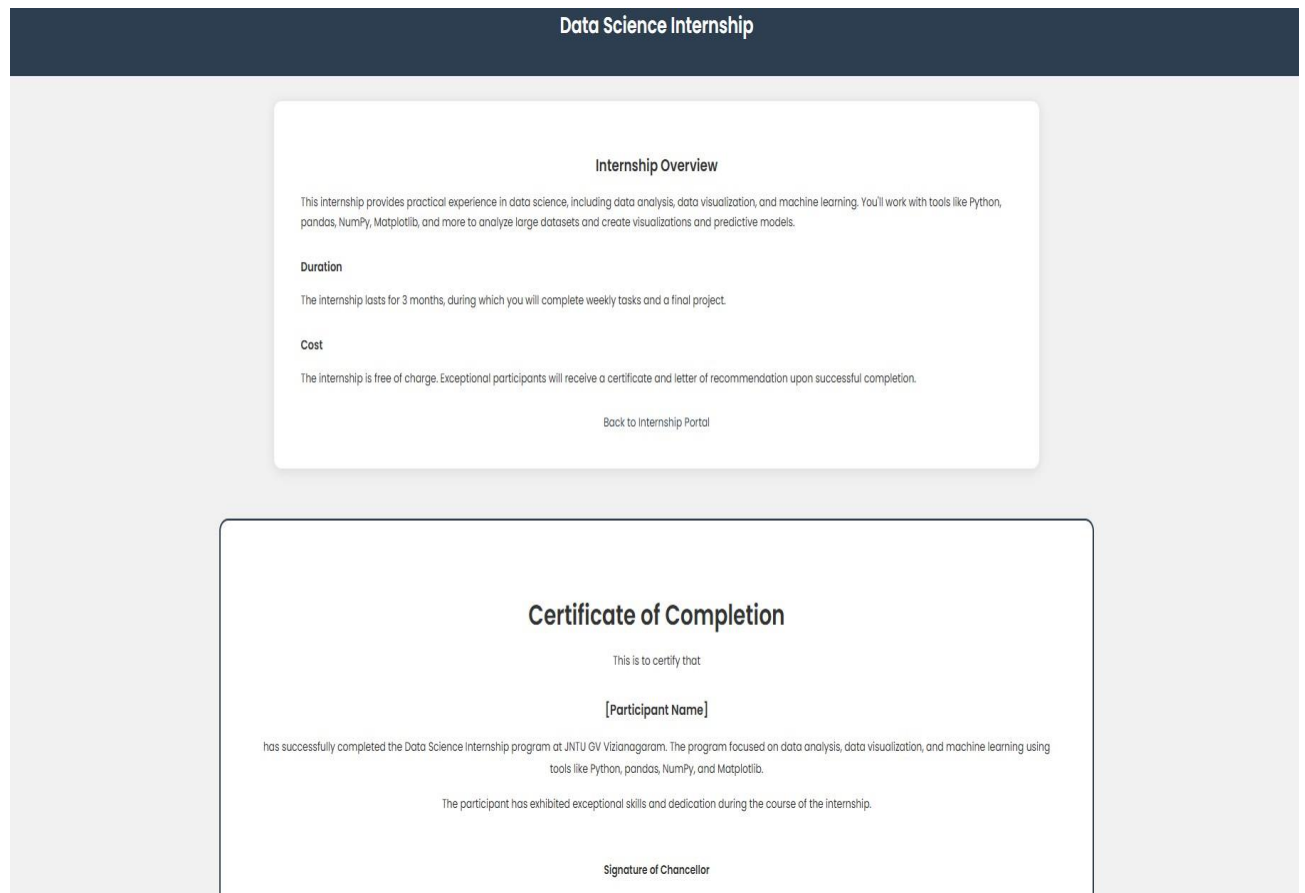 Data Science Internship
Internship Overview
This internship provides practical experience in data science, including data analysis, data visualization, and machine learning. You'll work with tools like Python,
pandas, NumPy, Matplotlib, and more to analyze large datasets and create visualizations and predictive models.
Duration
The internship lasts for 3 months, during which you will complete weekly tasks and a final project.
Cost
The internship is free of charge. Exceptional participants will receive a certificate and letter of recommendation upon successful completion.
Back to Internship Portal
Certificate of Completion
This is to certify that
[Participant Name]
has successfully completed the Data Science Internship program at JNTU GV Vizianagaram. The program focused on data analysis, data visualization, and machine learning using
tools like Python, pandas, NumPy, and Matplotlib.
The participant has exhibited exceptional skills and dedication during the course of the internship.
Signature of Chancellor